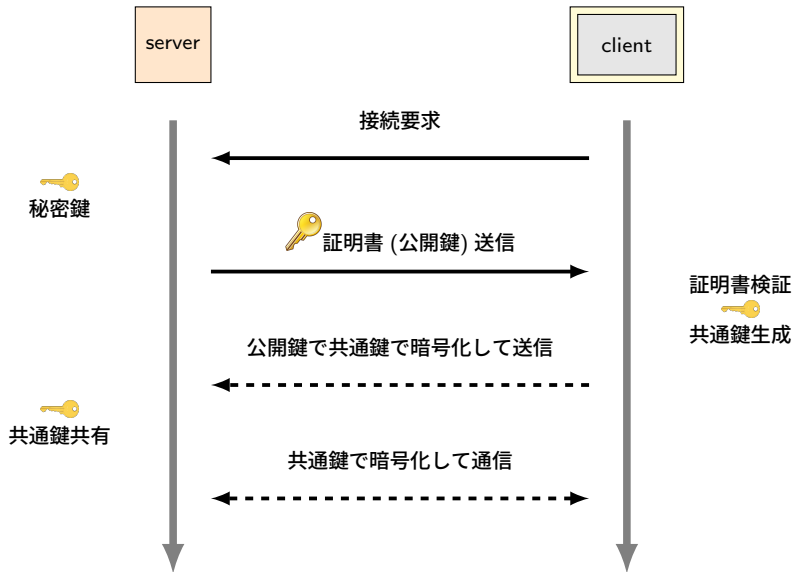 server
client
接続要求
秘密鍵
証明書 (公開鍵) 送信
証明書検証
共通鍵生成
公開鍵で共通鍵で暗号化して送信
共通鍵共有
共通鍵で暗号化して通信